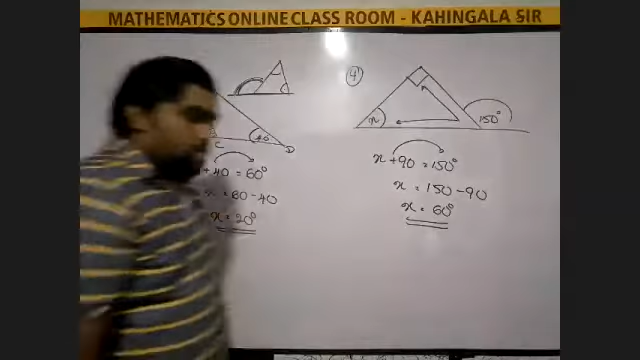 MATHEMATICS ONLINE CLASS ROOM - KAHINGALA SIR
40°
C
D
+ 40 = 60°
x = 60 - 40
x = 20°
4
x
150°
x + 90 = 150°
x = 150 - 90
x = 60°